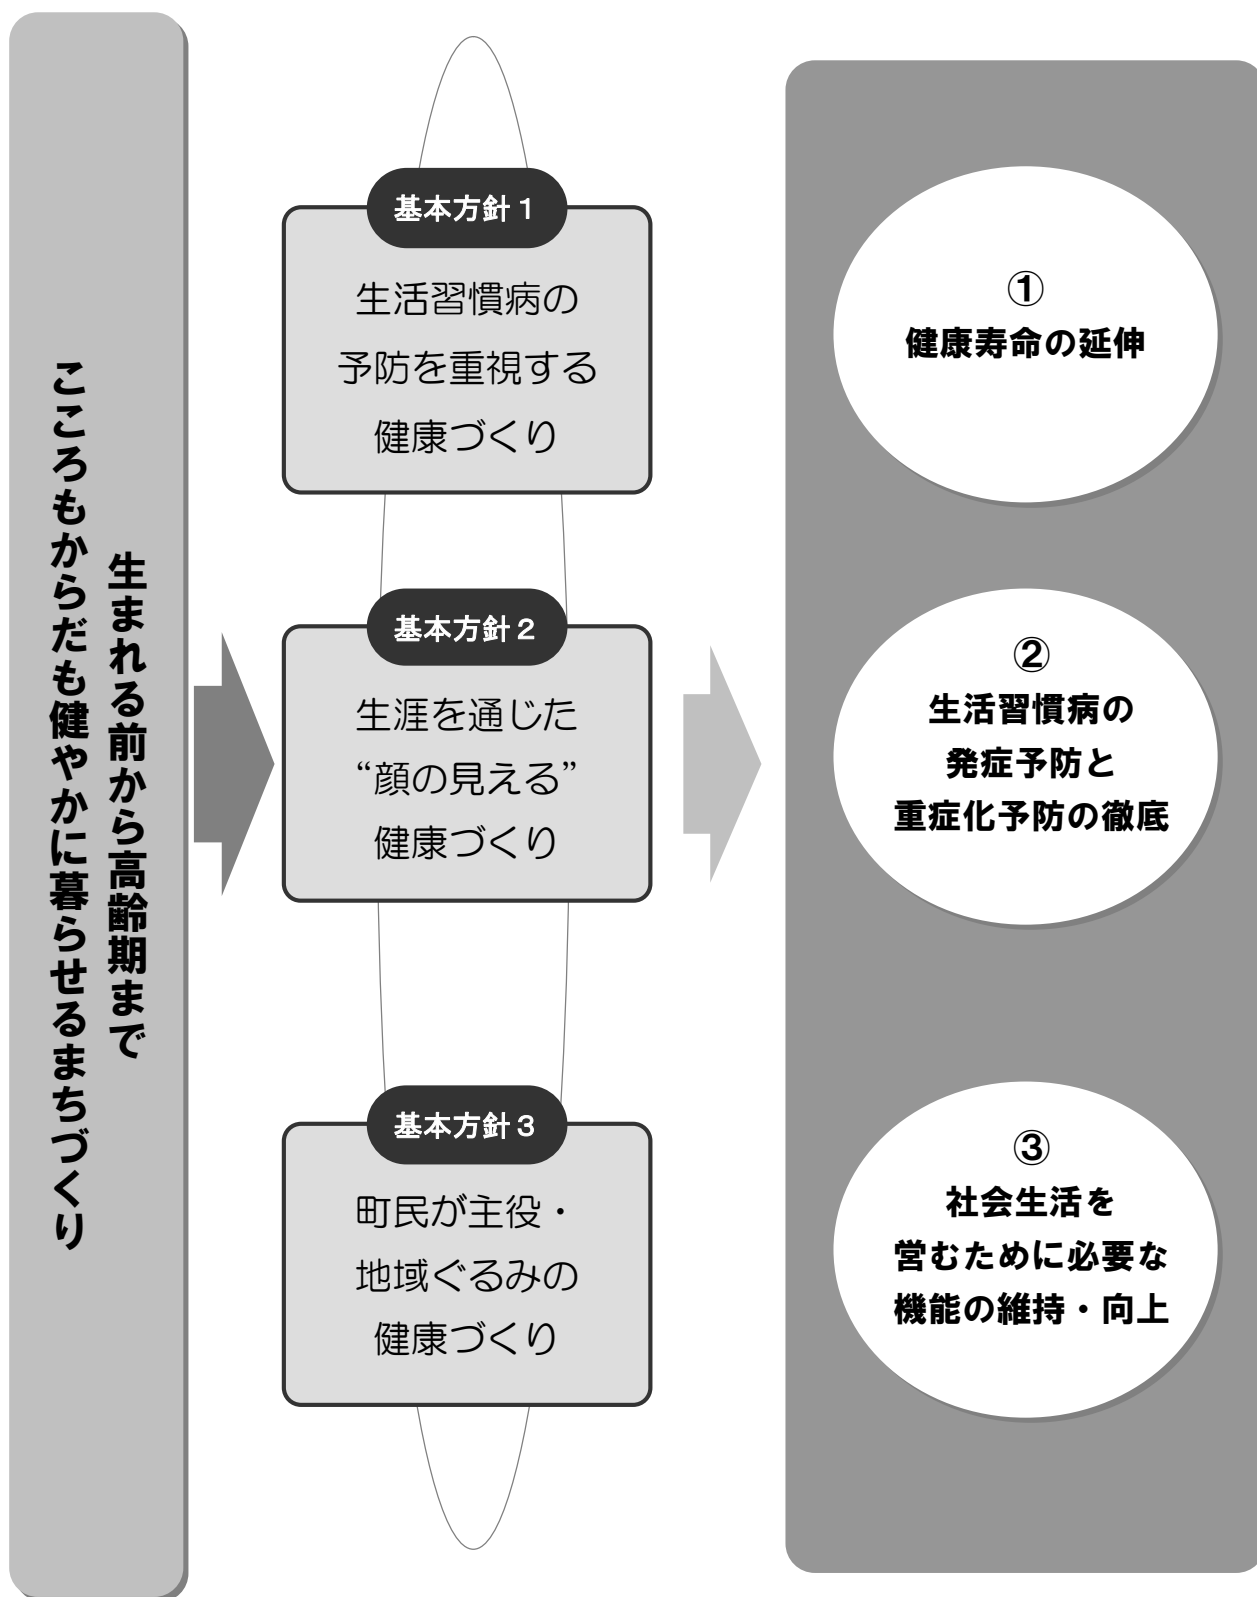 生まれる前から高齢期まで
こころもからだも健やかに暮らせるまちづくり
基本方針１
生活習慣病の
予防を重視する
健康づくり
基本方針２
生涯を通じた
“顔の見える”
健康づくり
基本方針３
町民が主役・
地域ぐるみの
健康づくり
①
健康寿命の延伸
②
生活習慣病の
発症予防と
重症化予防の徹底
③
社会生活を
営むために必要な
機能の維持・向上